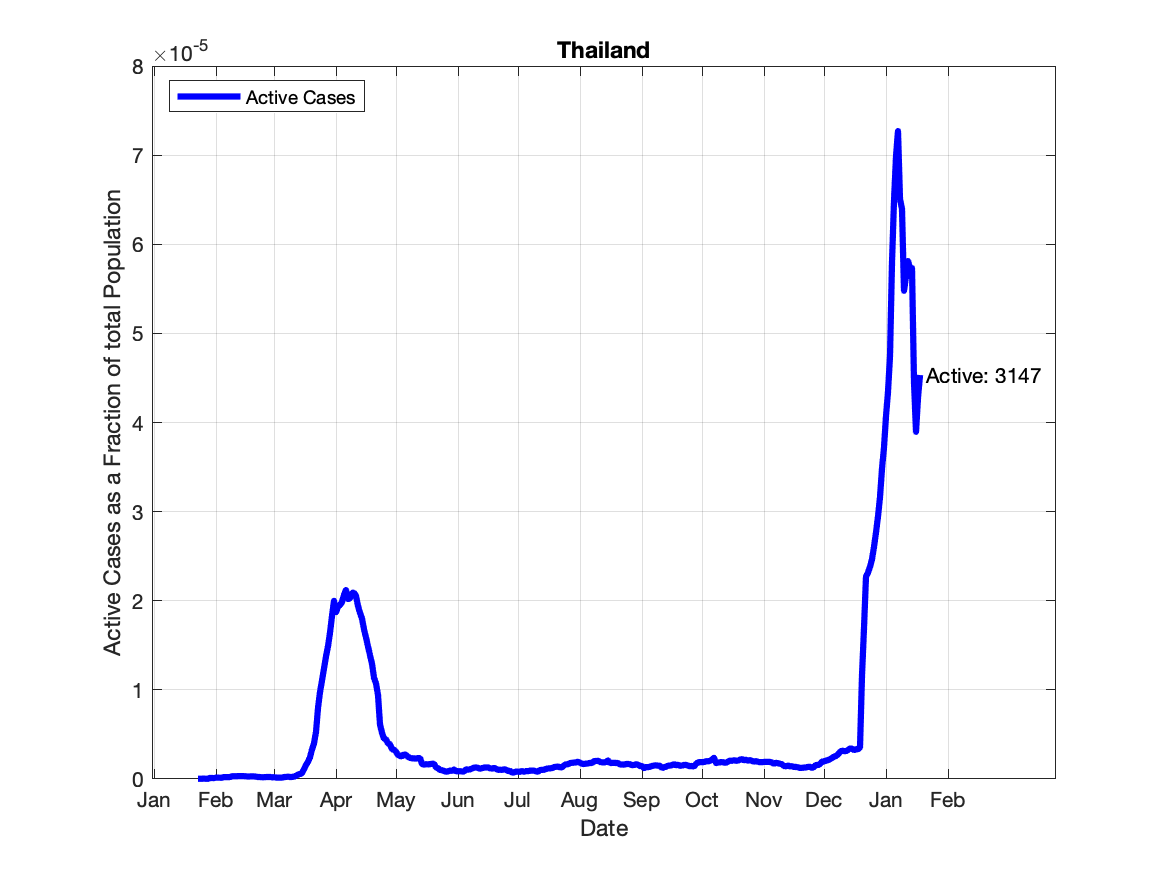 Thailand
×10-5
Active Cases
8
7
6
5
4
3
2
1
0
Active Cases as a Fraction of total Population
Active: 3147
Jan Feb Mar Apr May Jun Jul Aug Sep Oct Nov Dec Jan Feb
Date